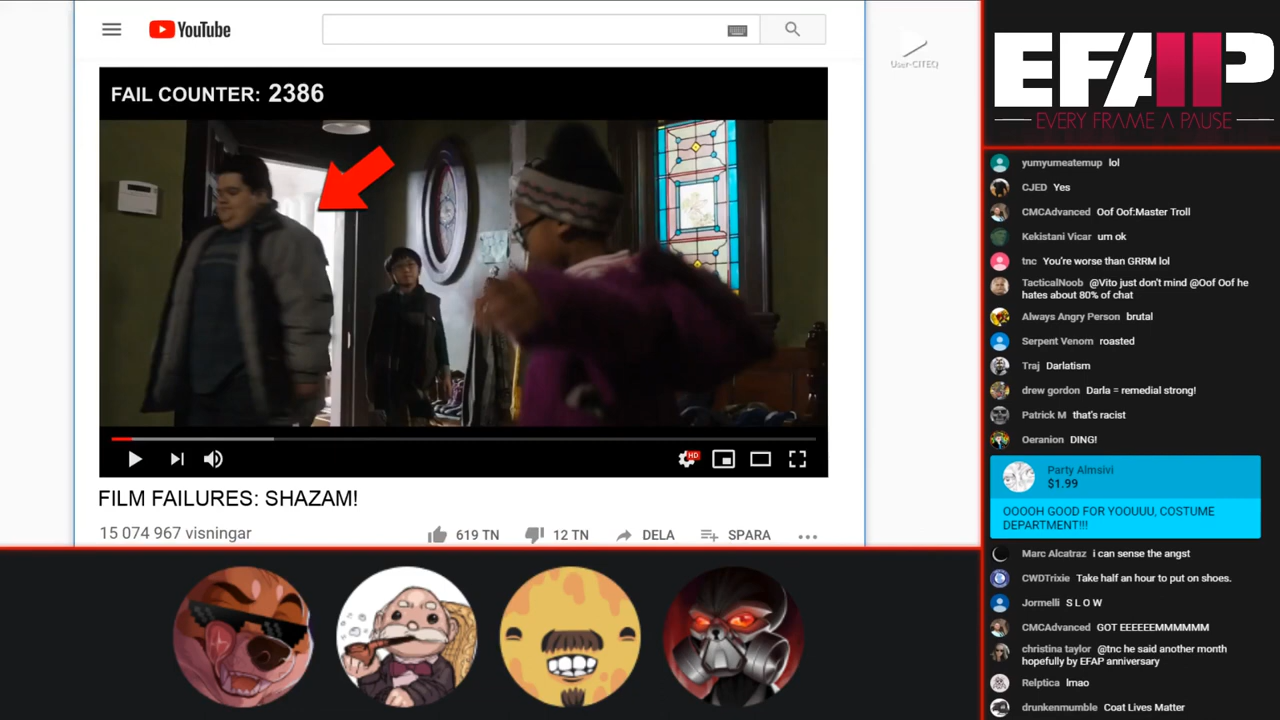 YouTube
User-CITEQ
FAIL COUNTER: 2386
HD
FILM FAILURES: SHAZAM!
15 074 967 visningar
619 TN
12 TN
DELA
SPARA
EFAP
EVERY FRAME A PAUSE
yumyumeatemup lol
CJED Yes
CMCAdvanced Oof Oof:Master Troll
Kekistani Vicar um ok
tnc You're worse than GRRM lol
TacticalNoob @Vito just don't mind @Oof Oof he
hates about 80% of chat
Always Angry Person brutal
Serpent Venom roasted
Traj Darlatism
drew gordon Darla = remedial strong!
Patrick M that's racist
Oeranion DING!
Party Almsivi
$1.99
OOOOH GOOD FOR YOOUUU, COSTUME
DEPARTMENT!!!
Marc Alcatraz i can sense the angst
CWDTrixie Take half an hour to put on shoes.
Jormelli S L O W
CMCAdvanced GOT EEEEEEMMMMMM
christina taylor @tnc he said another month
hopefully by EFAP anniversary
Relptica lmao
drunkenmumble Coat Lives Matter